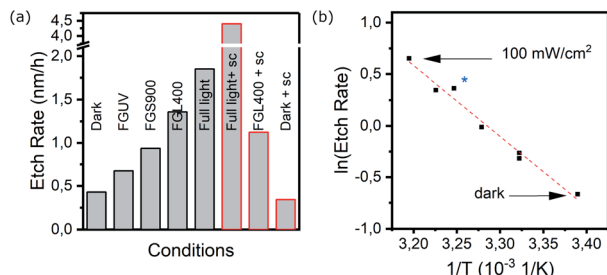 (a)
4,5
4,0
2,0
1,5
1,0
0,5
0,0
Etch Rate (nm/h)
Dark
FGUV
FGS900
FGL400
Full light
Full light+ sc
FGL400 + sc
Dark + sc
Conditions
(b)
1,0
0,5
0,0
-0,5
-1,0
ln(Etch Rate)
100 mW/cm²
*
dark
3,20 3,25 3,30 3,35 3,40
1/T (10⁻³ 1/K)